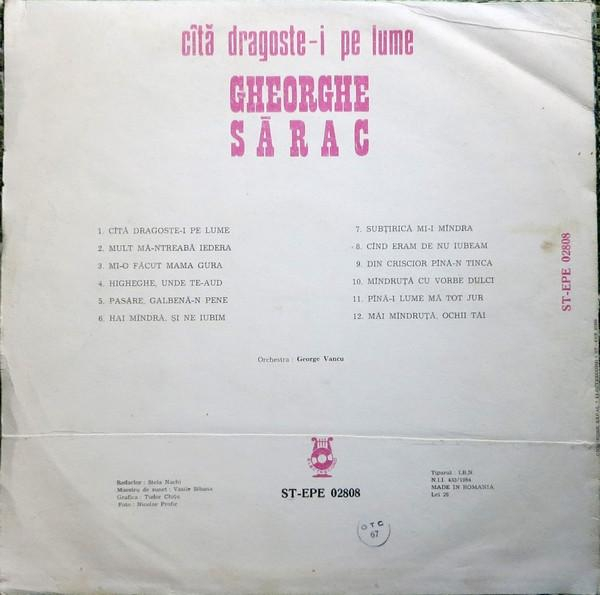 cîtă dragoste-i pe lume
GHEORGHE
SĂRAC
1. CÎTĂ DRAGOSTE-I PE LUME
2. MULT MĂ-NTREABĂ IEDERA
3. MI-O FĂCUT MAMA GURA
4. HIGHEGHE, UNDE TE-AUD
5. PASĂRE, GALBENĂ-N PENE
6. HAI MÎNDRĂ, ȘI NE IUBIM
7. SUBȚIRICĂ MI-I MÎNDRA
8. CÎND ERAM DE NU IUBEAM
9. DIN CRISCIOR PÎNĂ-N TINCA
10. MÎNDRUȚĂ CU VORBE DULCI
11. PÎNĂ-I LUME MĂ TOT JUR
12. MĂI MÎNDRUȚĂ, OCHII TĂI
ST-EPE 02808
Orchestra : George Vancu
Redactor : Stela Nachi
Maestru de sunet : Vasile
Grafica : Tudor Chițu
Foto : Nicolae Profir
ST-EPE 02808
Tiparul : I.B.N.
N.I.I. 433/1984
MADE IN ROMANIA
Lei 26
OTC
67